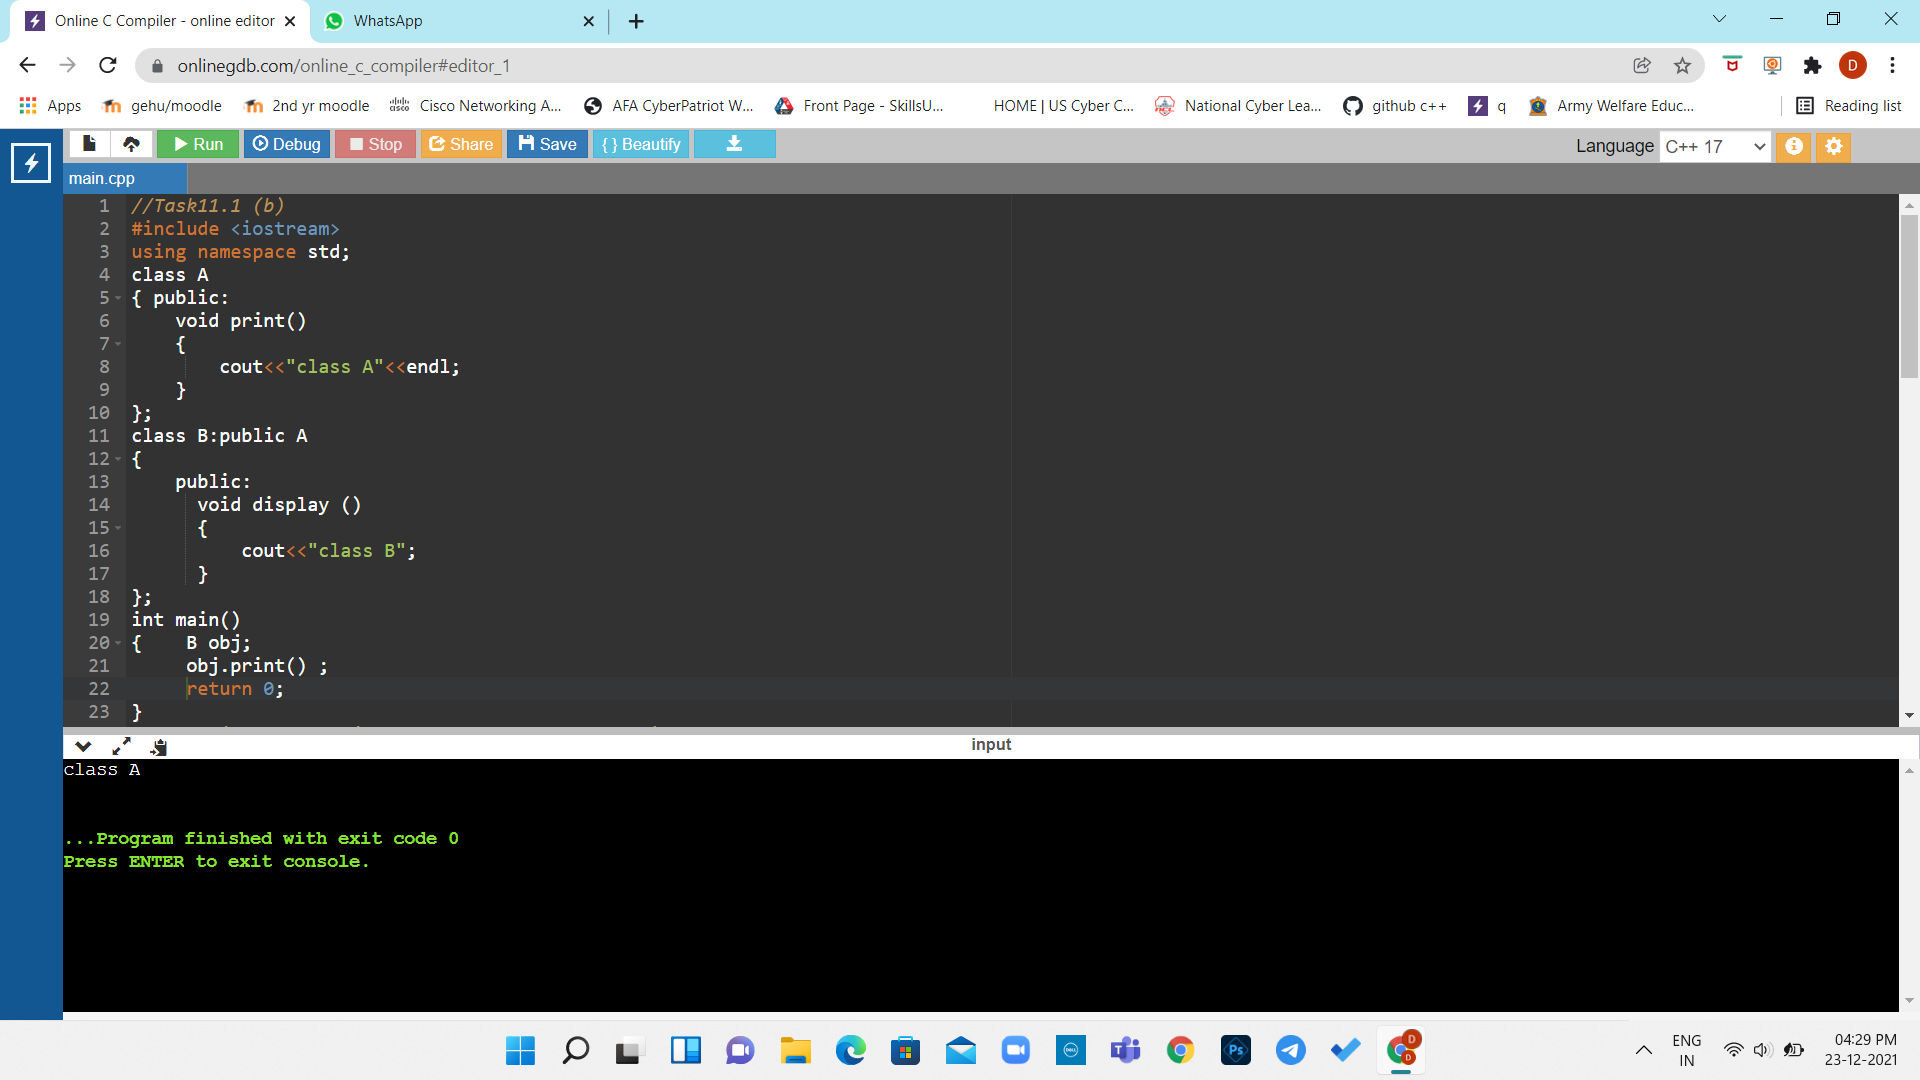 Online C Compiler - online editor
WhatsApp
onlinegdb.com/online_c_compiler#editor_1
D
Apps
gehu/moodle
2nd yr moodle
Cisco Networking A...
AFA CyberPatriot W...
Front Page - SkillsU...
HOME | US Cyber C...
National Cyber Lea...
github c++
q
Army Welfare Educ...
Reading list
Run
Debug
Stop
Share
Save
{ } Beautify
Language
C++ 17
main.cpp
1 //Task11.1 (b)
2 #include <iostream>
3 using namespace std;
4 class A
5 { public:
6 void print()
7 {
8 cout<<"class A"<<endl;
9 }
10 };
11 class B:public A
12 {
13 public:
14 void display ()
15 {
16 cout<<"class B";
17 }
18 };
19 int main()
20 { B obj;
21 obj.print() ;
22 return 0;
23 }
input
class A
...Program finished with exit code 0
Press ENTER to exit console.
ENG
IN
04:29 PM
23-12-2021